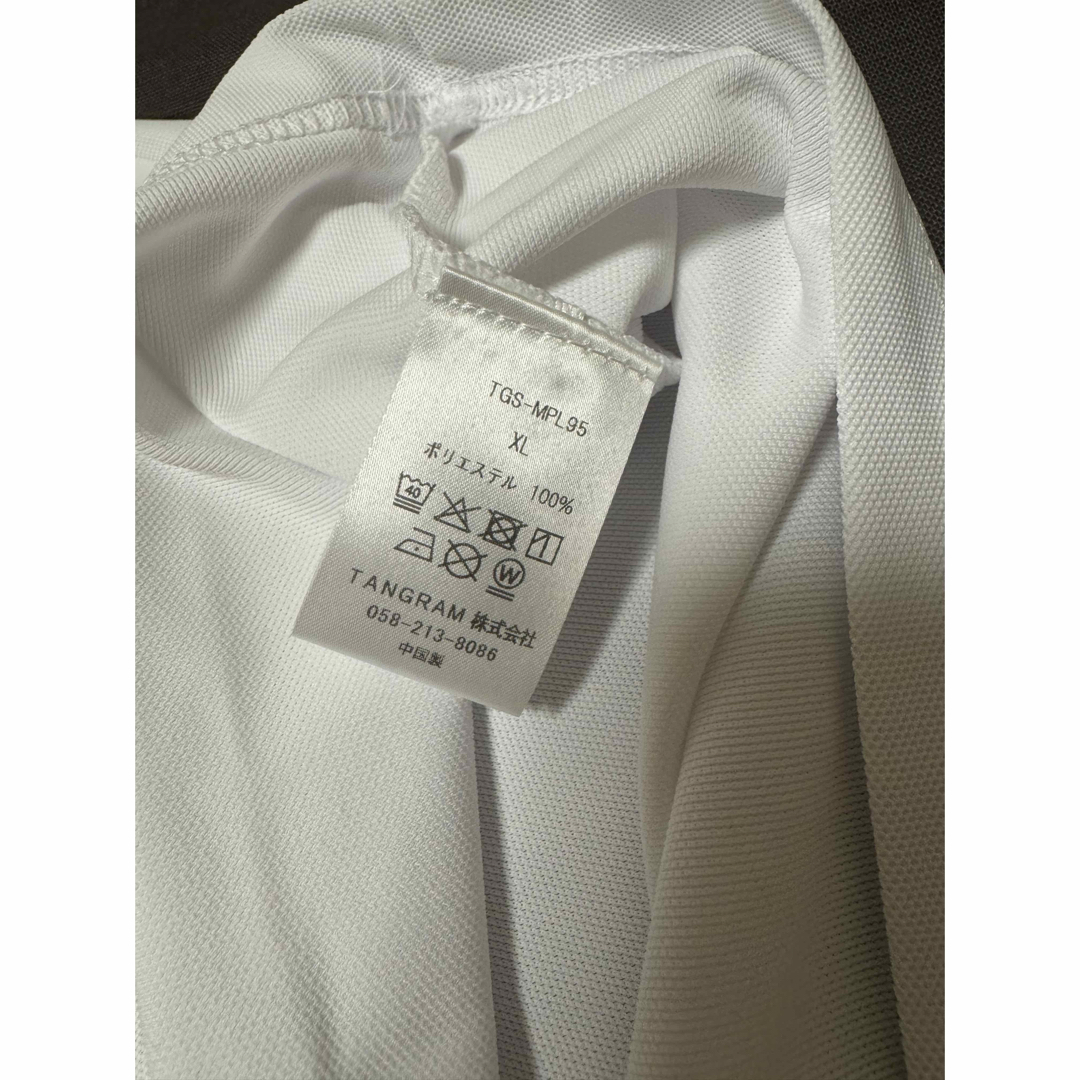 TGS-MPL95
XL
ポリエステル 100%
40
W
TANGRAM 株式会社
058-213-8086
中国製